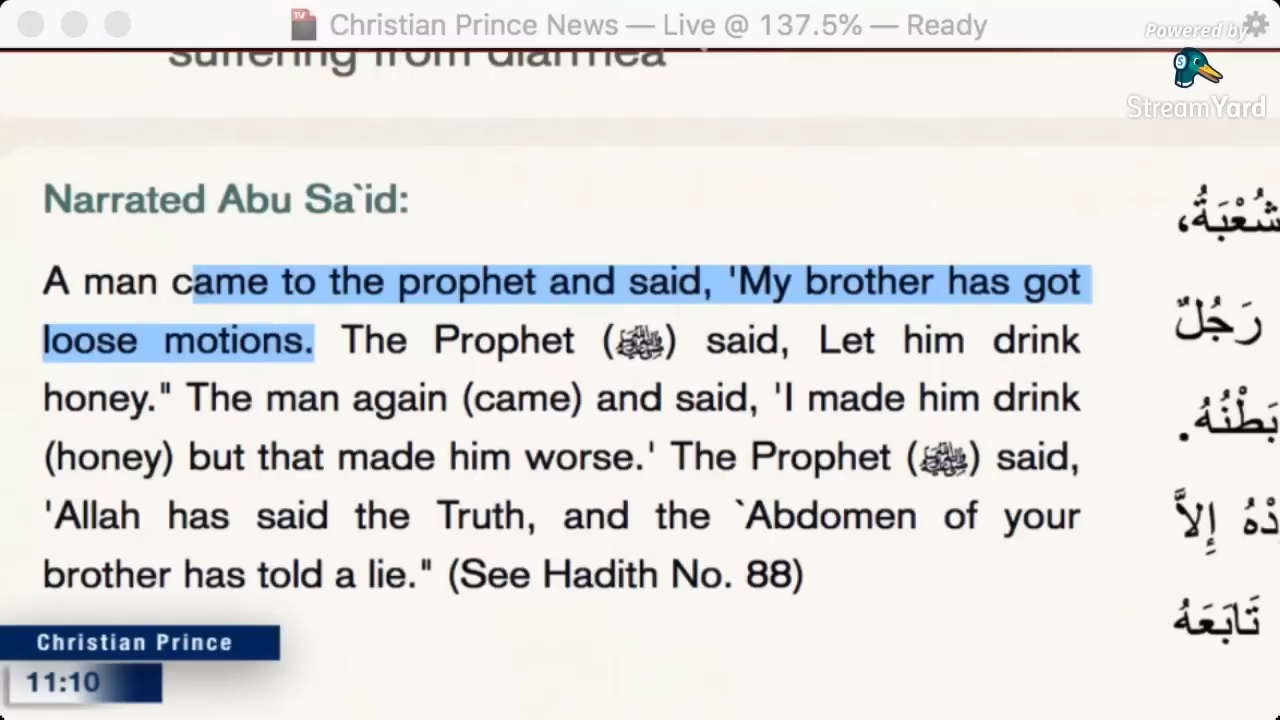 Christian Prince News — Live @ 137.5% — Ready
Powered by
StreamYard
suffering from diarrhea
Narrated Abu Sa`id:
A man came to the prophet and said, 'My brother has got
loose motions. The Prophet (ﷺ) said, Let him drink
honey." The man again (came) and said, 'I made him drink
(honey) but that made him worse.' The Prophet (ﷺ) said,
'Allah has said the Truth, and the `Abdomen of your
brother has told a lie." (See Hadith No. 88)
شُعْبَةُ،
رَجُلٌ
بَطْنُهُ.
إِلاَّ
تَابَعَهُ
Christian Prince
11:10